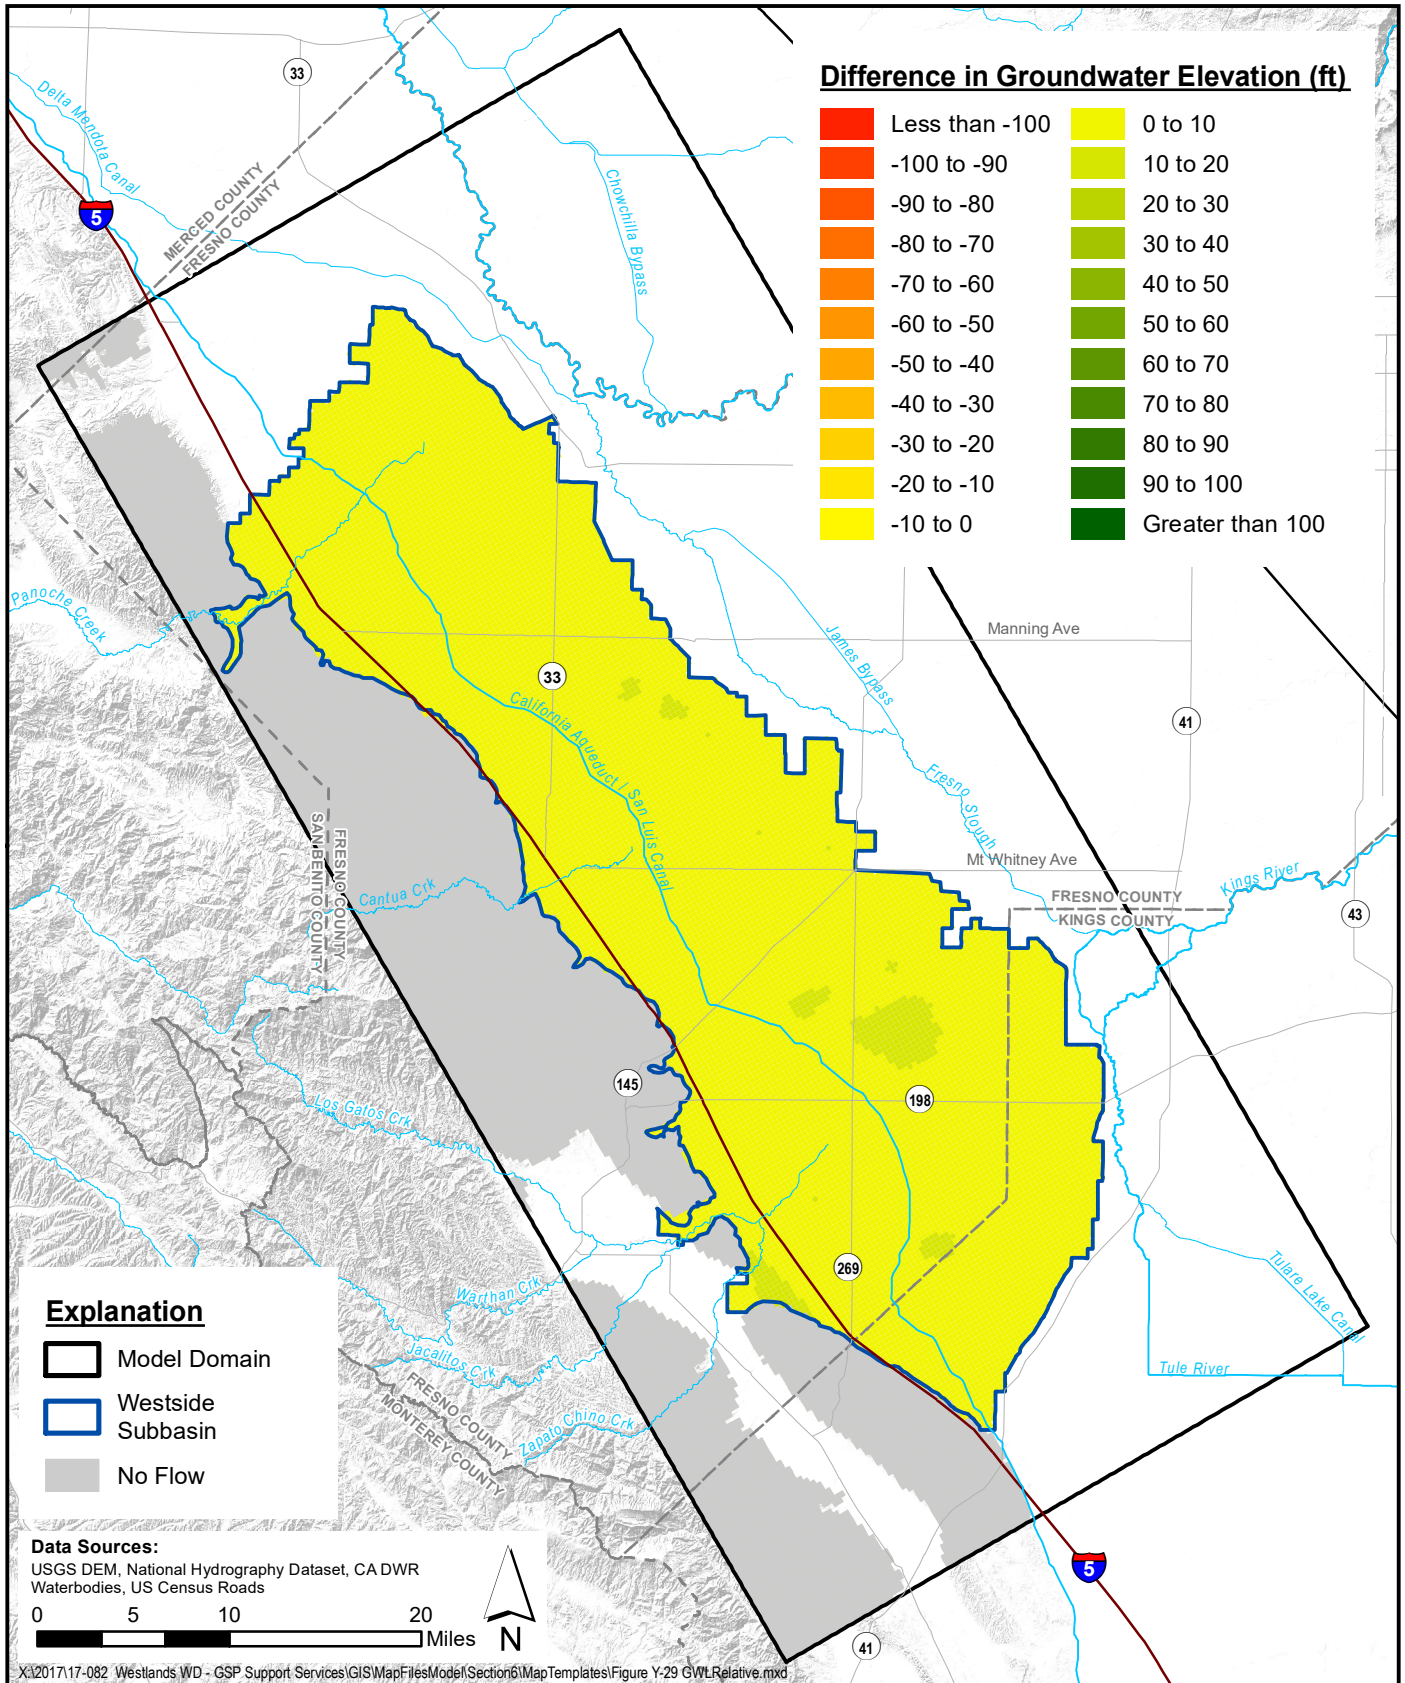 33
Delta Mendota Canal
5
MERCED COUNTY
FRESNO COUNTY
Chowchilla Bypass
Difference in Groundwater Elevation (ft)
Less than -100
-100 to -90
-90 to -80
-80 to -70
-70 to -60
-60 to -50
-50 to -40
-40 to -30
-30 to -20
-20 to -10
-10 to 0
0 to 10
10 to 20
20 to 30
30 to 40
40 to 50
50 to 60
60 to 70
70 to 80
80 to 90
90 to 100
Greater than 100
Panoche Creek
Manning Ave
James Bypass
33
California Aqueduct / San Luis Canal
41
Fresno Slough
SAN BENITO COUNTY
FRESNO COUNTY
Mt Whitney Ave
Kings River
Cantua Crk
FRESNO COUNTY
KINGS COUNTY
43
145
198
Los Gatos Crk
269
Warthan Crk
Jacalitos Crk
Tulare Lake Canal
Tule River
FRESNO COUNTY
MONTEREY COUNTY
Zapato Chino Crk
5
41
Explanation
Model Domain
Westside
Subbasin
No Flow
Data Sources:
USGS DEM, National Hydrography Dataset, CA DWR
Waterbodies, US Census Roads
0 5 10 20
Miles
N
X:\2017\17-082 Westlands WD - GSP Support Services\GIS\MapFilesModel\Section6\MapTemplates\Figure Y-29 GWLRelative.mxd